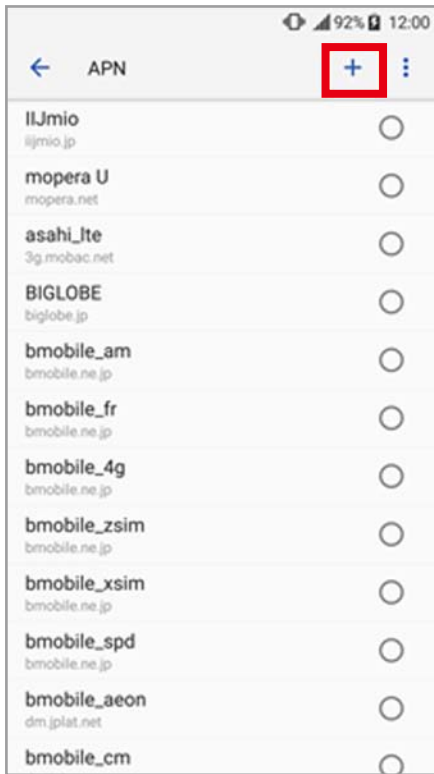 92% 12:00
APN
IIJmio
iijmio.jp
mopera U
mopera.net
asahi_lte
3g.mobac.net
BIGLOBE
biglobe.jp
bmobile_am
bmobile.ne.jp
bmobile_fr
bmobile.ne.jp
bmobile_4g
bmobile.ne.jp
bmobile_zsim
bmobile.ne.jp
bmobile_xsim
bmobile.ne.jp
bmobile_spd
bmobile.ne.jp
bmobile_aeon
dm.jplat.net
bmobile_cm